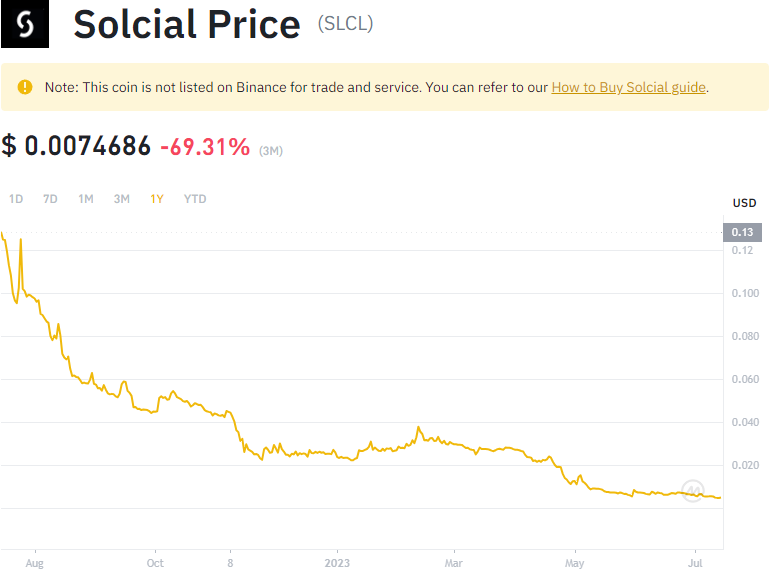 Solcial Price (SLCL)
Note: This coin is not listed on Binance for trade and service. You can refer to our How to Buy Solcial guide.
$ 0.0074686 -69.31% (3M)
1D 7D 1M 3M 1Y YTD
USD
0.13
0.12
0.100
0.080
0.060
0.040
0.020
Aug Oct 8 2023 Mar May Jul